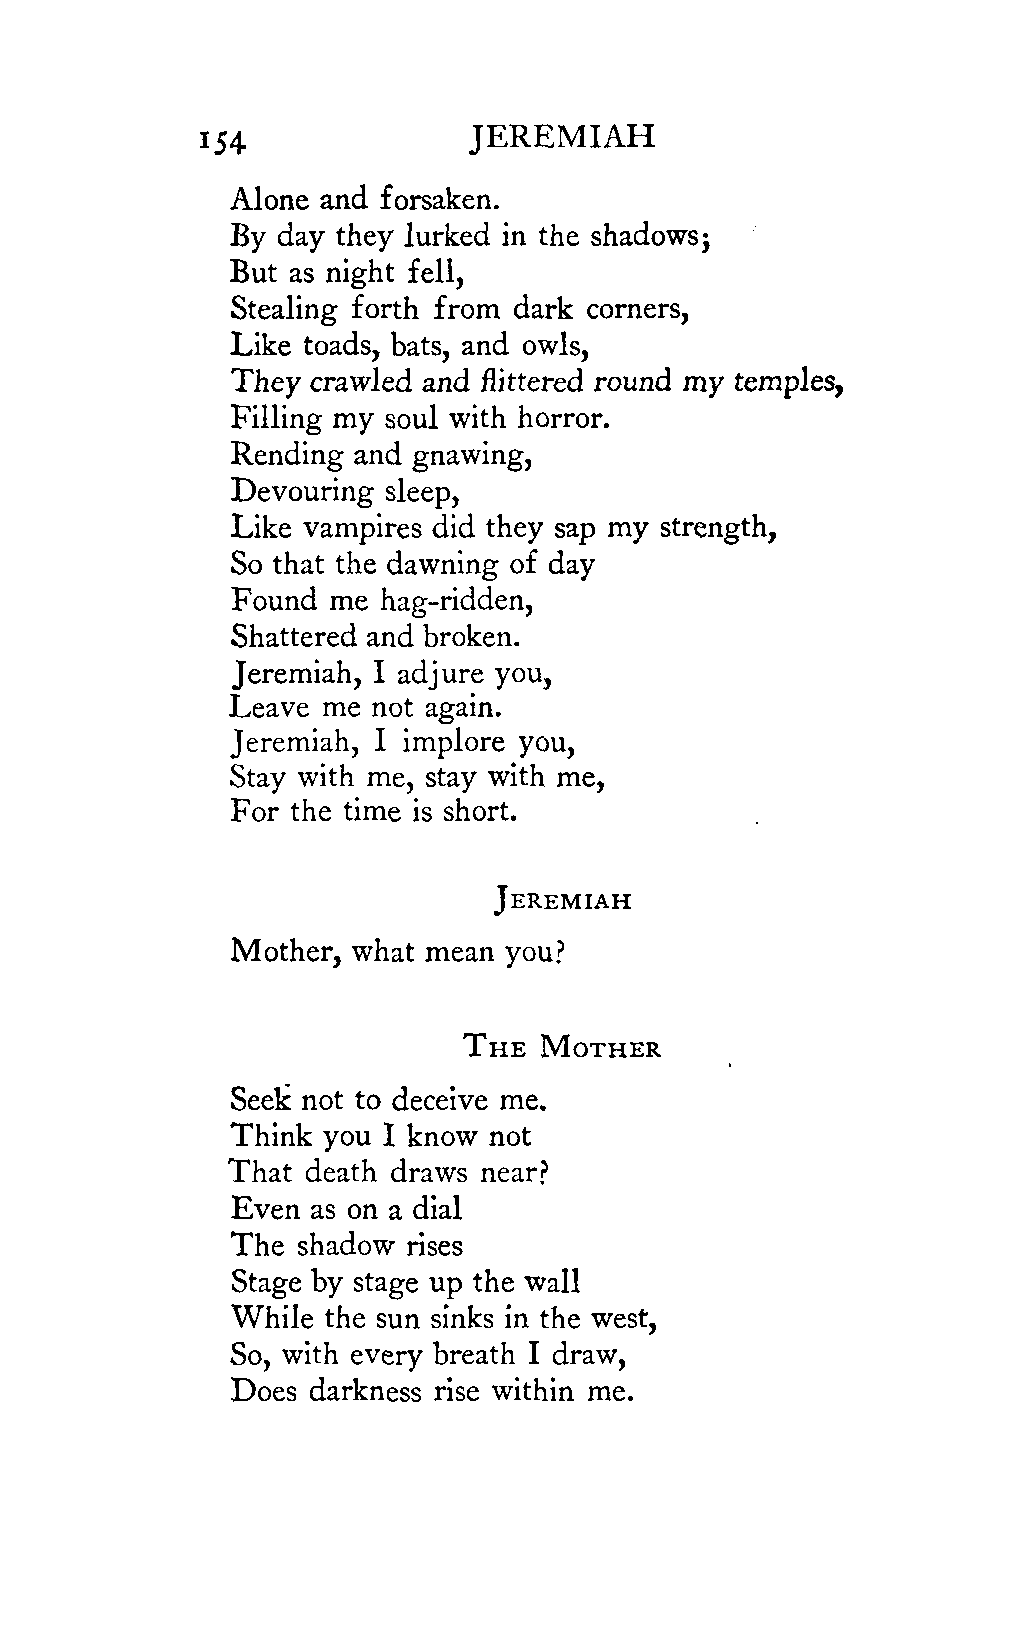 154 JEREMIAH
Alone and forsaken.
By day they lurked in the shadows;
But as night fell,
Stealing forth from dark corners,
Like toads, bats, and owls,
They crawled and flittered round my temples,
Filling my soul with horror.
Rending and gnawing,
Devouring sleep,
Like vampires did they sap my strength,
So that the dawning of day
Found me hag-ridden,
Shattered and broken.
Jeremiah, I adjure you,
Leave me not again.
Jeremiah, I implore you,
Stay with me, stay with me,
For the time is short.
JEREMIAH
Mother, what mean you?
THE MOTHER
Seek not to deceive me.
Think you I know not
That death draws near?
Even as on a dial
The shadow rises
Stage by stage up the wall
While the sun sinks in the west,
So, with every breath I draw,
Does darkness rise within me.